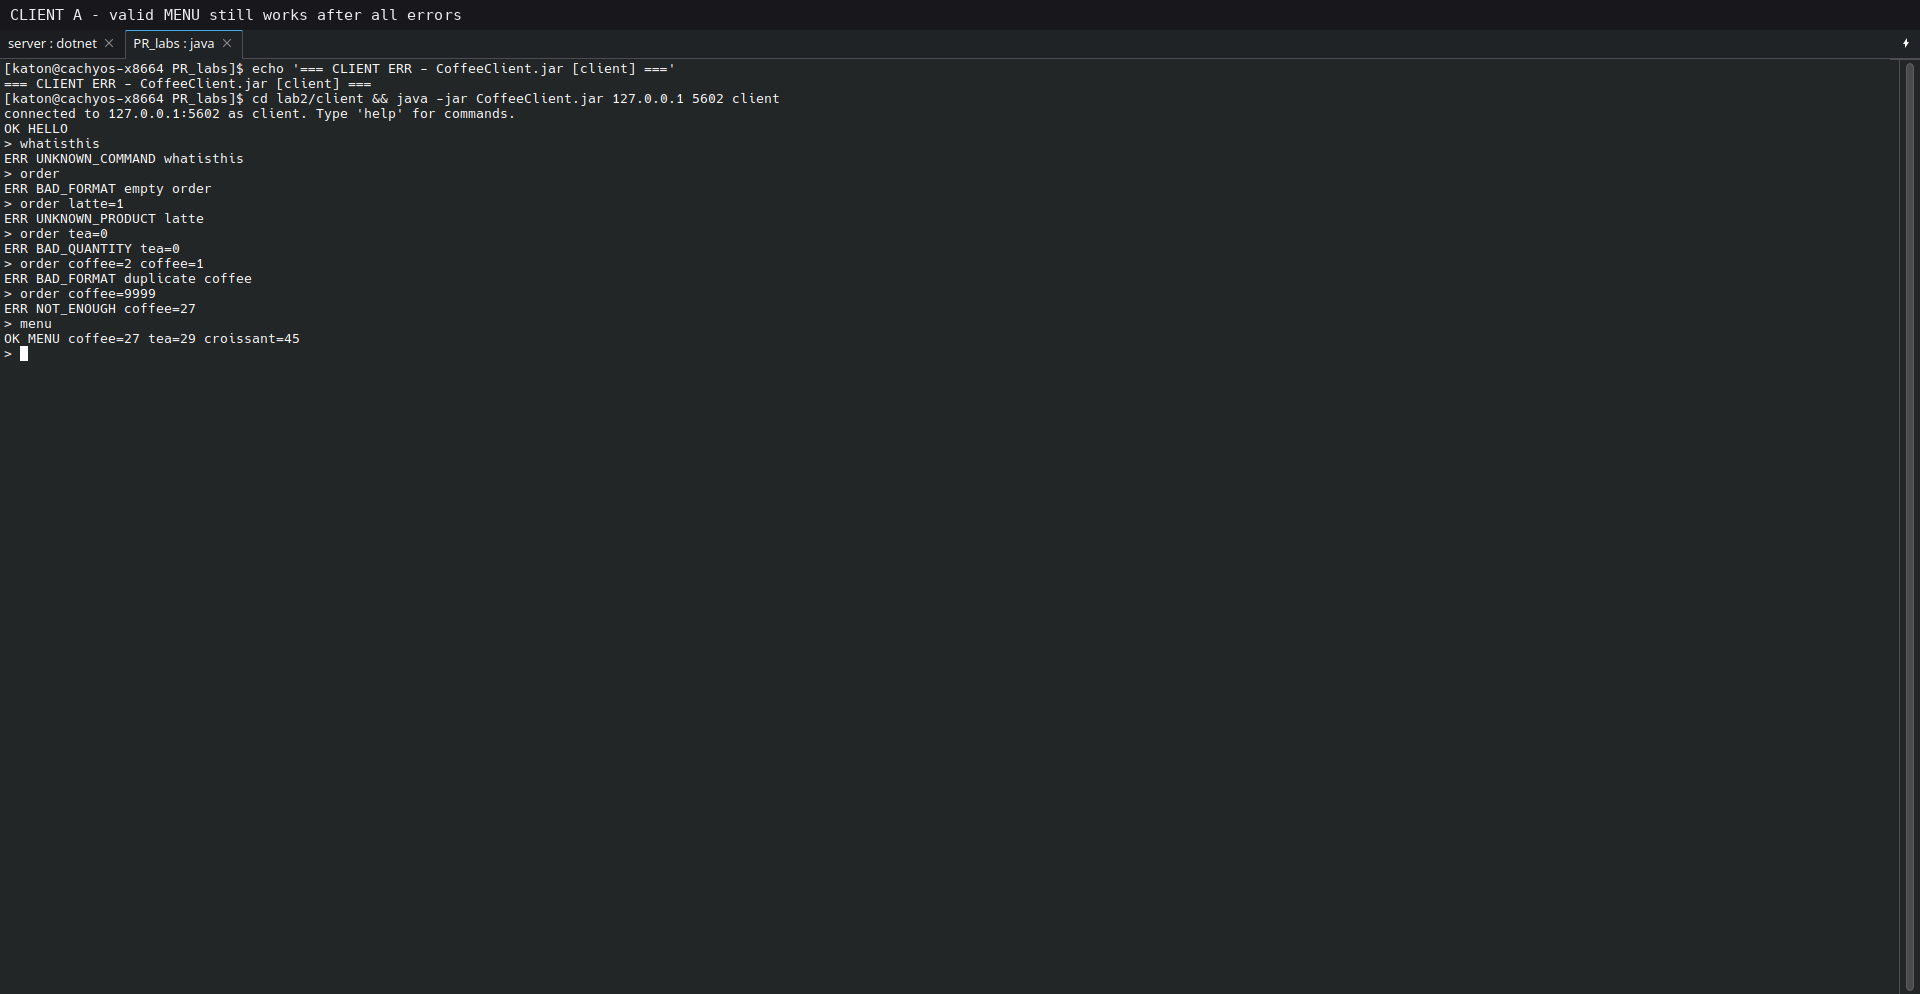 CLIENT A - valid MENU still works after all errors
server : dotnet PR_labs : java
[katon@cachyos-x8664 PR_labs]$ echo '=== CLIENT ERR - CoffeeClient.jar [client] ==='
=== CLIENT ERR - CoffeeClient.jar [client] ===
[katon@cachyos-x8664 PR_labs]$ cd lab2/client && java -jar CoffeeClient.jar 127.0.0.1 5602 client
connected to 127.0.0.1:5602 as client. Type 'help' for commands.
OK HELLO
> whatisthis
ERR UNKNOWN_COMMAND whatisthis
> order
ERR BAD_FORMAT empty order
> order latte=1
ERR UNKNOWN_PRODUCT latte
> order tea=0
ERR BAD_QUANTITY tea=0
> order coffee=2 coffee=1
ERR BAD_FORMAT duplicate coffee
> order coffee=9999
ERR NOT_ENOUGH coffee=27
> menu
OK MENU coffee=27 tea=29 croissant=45
>